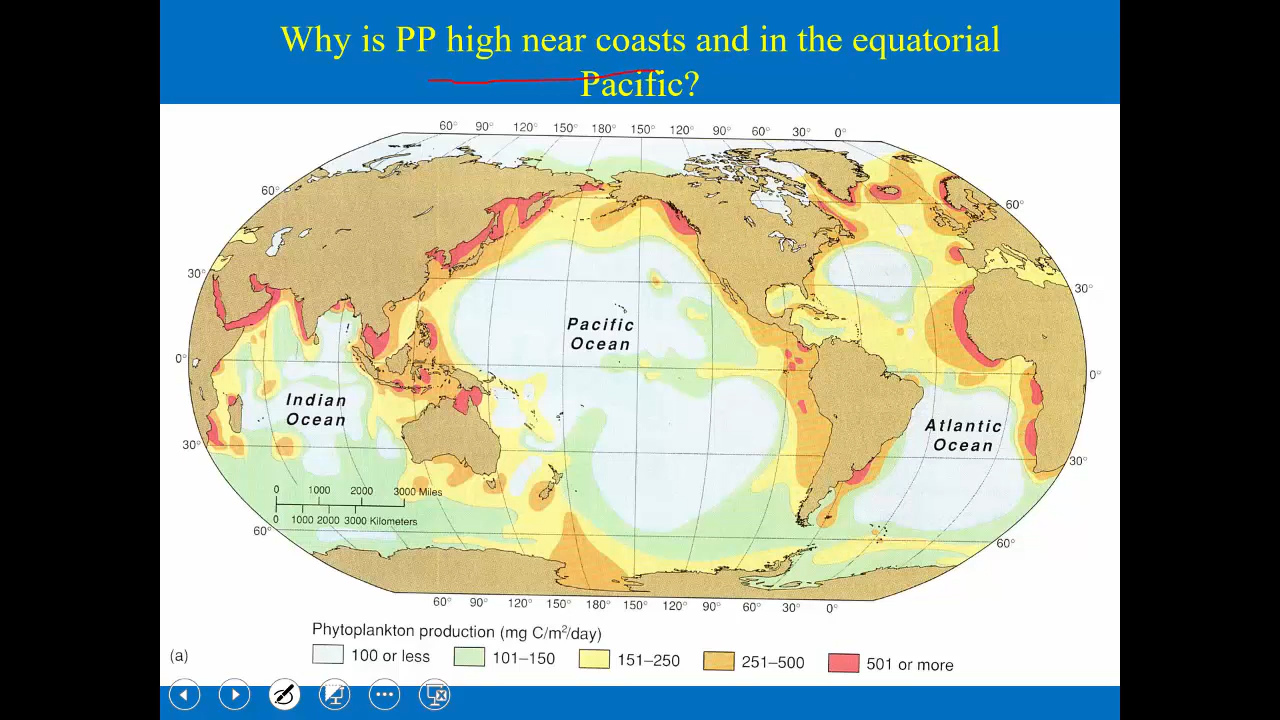 Why is PP high near coasts and in the equatorial
Pacific?
60° 90° 120° 150° 180° 150° 120° 90° 60° 30° 0°
60° 60°
30° 30°
Pacific
Ocean
0° 0°
Indian
Ocean
Atlantic
Ocean
30° 30°
0 1000 2000 3000 Miles
0 1000 2000 3000 Kilometers
60° 60°
60° 90° 120° 150° 180° 150° 120° 90° 60° 30° 0°
Phytoplankton production (mg C/m²/day)
(a) 100 or less 101–150 151–250 251–500 501 or more